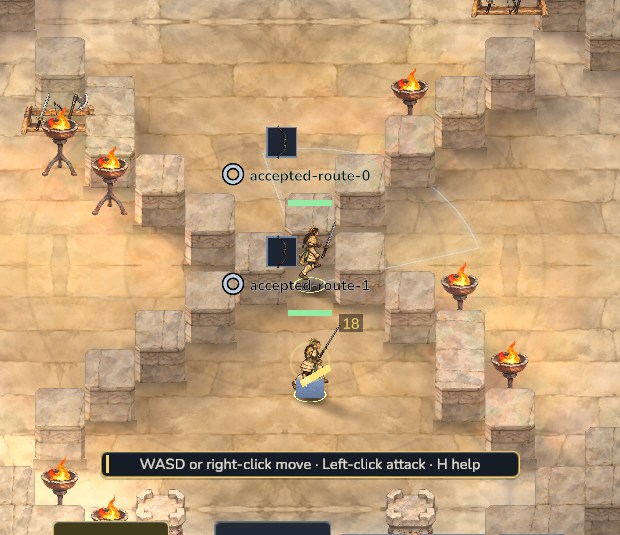 accepted-route-0
accepted-route-1
18
WASD or right-click move · Left-click attack · H help